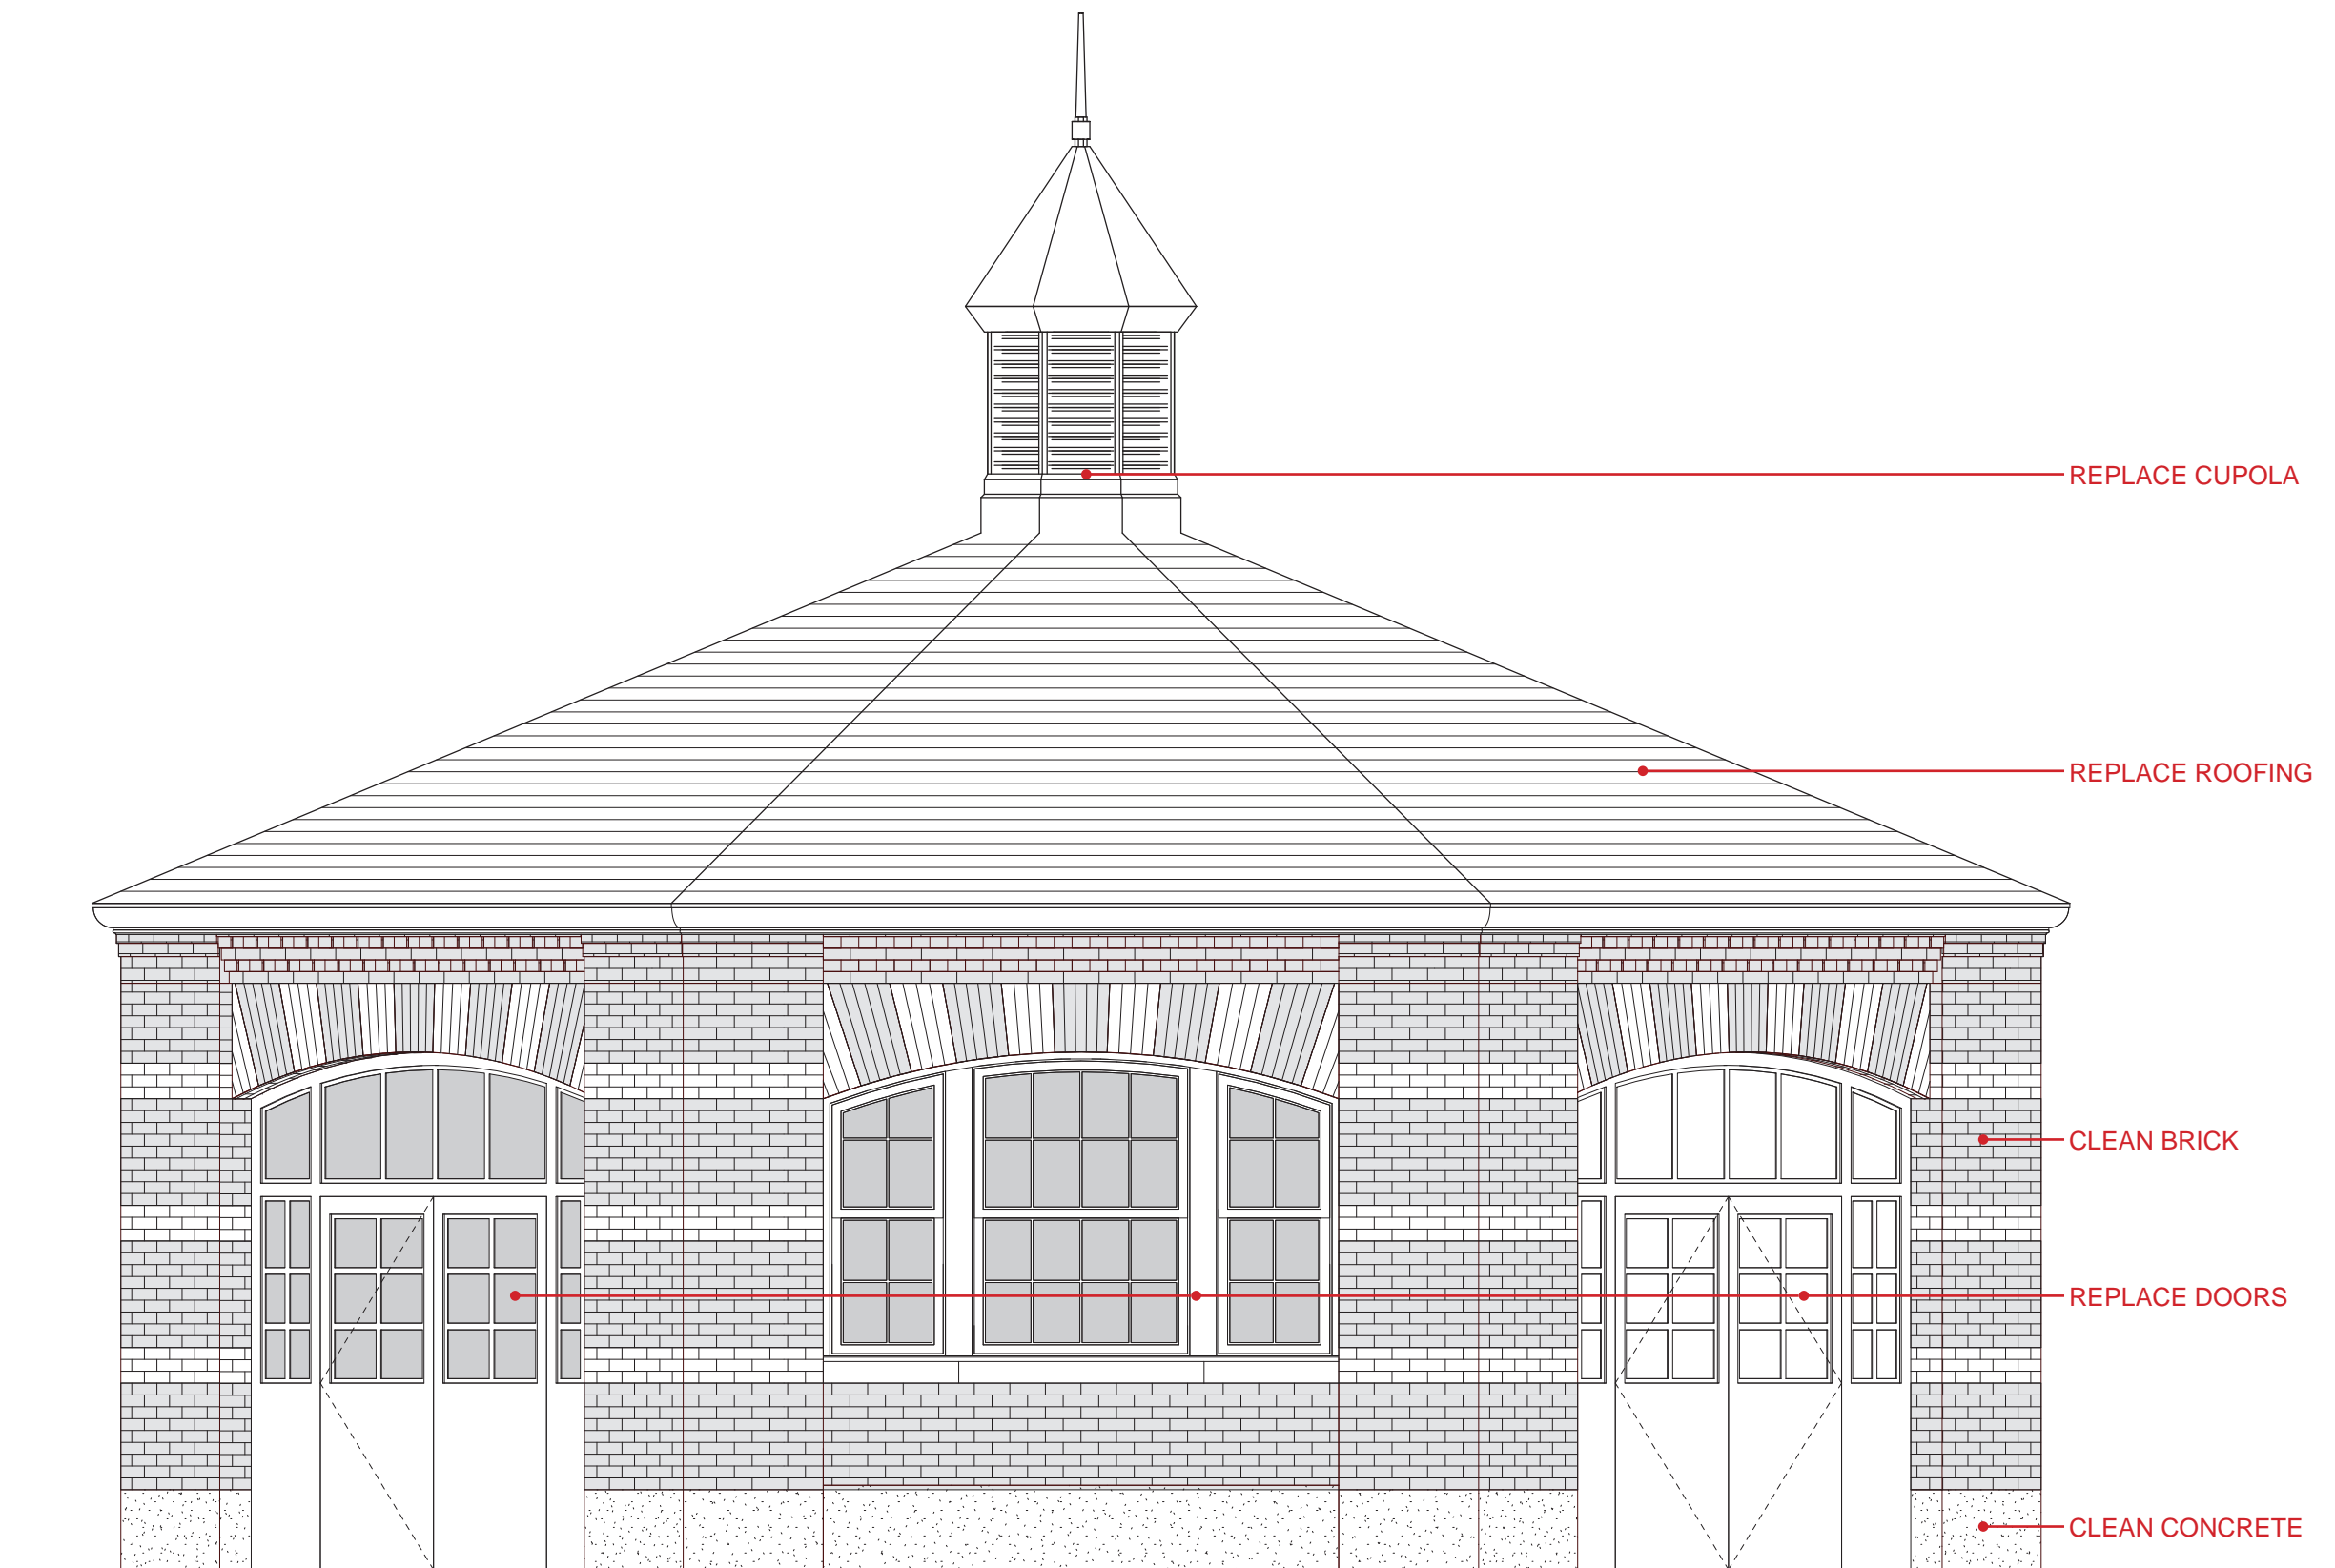 REPLACE CUPOLA
REPLACE ROOFING
CLEAN BRICK
REPLACE DOORS
CLEAN CONCRETE